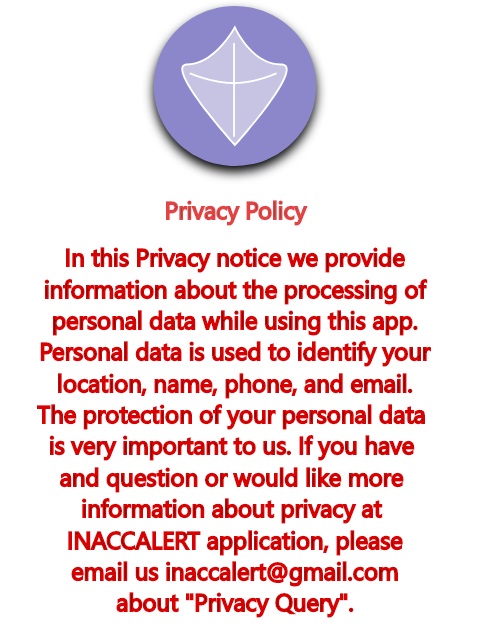 Privacy Policy
In this Privacy notice we provide
information about the processing of
personal data while using this app.
Personal data is used to identify your
location, name, phone, and email.
The protection of your personal data
is very important to us. If you have
and question or would like more
information about privacy at
INACCALERT application, please
email us inaccalert@gmail.com
about "Privacy Query".